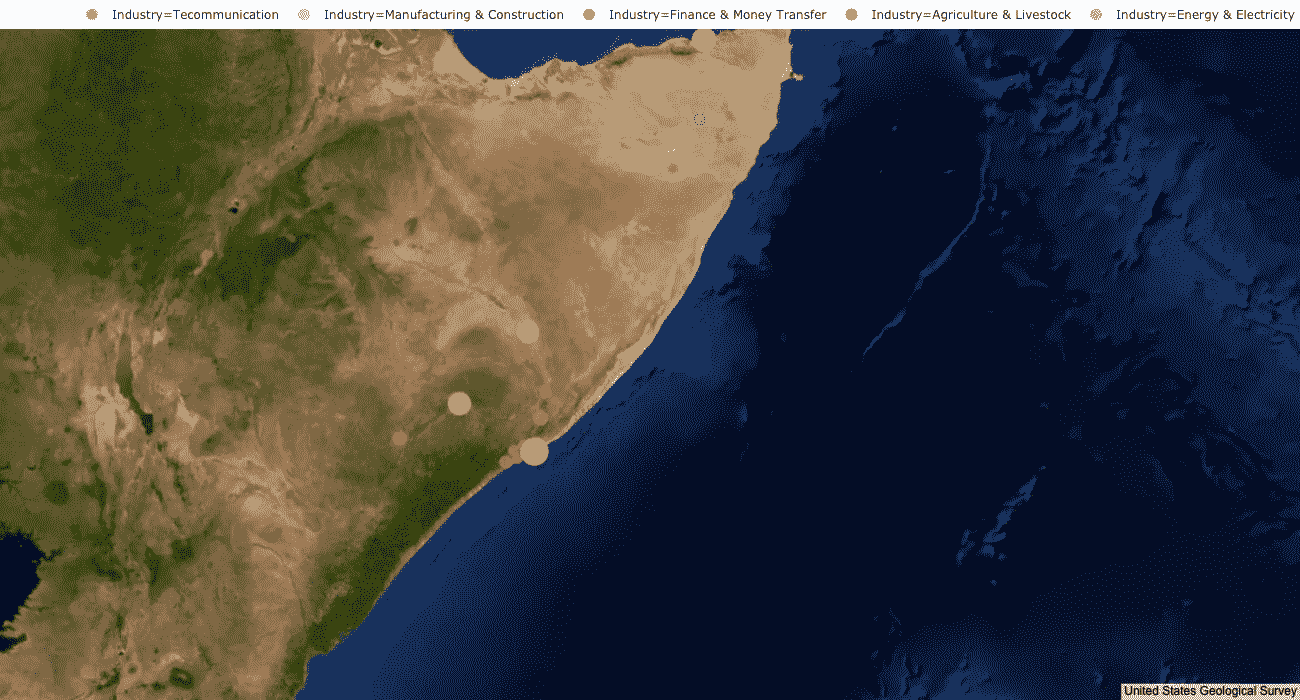 Industry=Tecommunication
Industry=Manufacturing & Construction
Industry=Finance & Money Transfer
Industry=Agriculture & Livestock
Industry=Energy & Electricity
United States Geological Survey